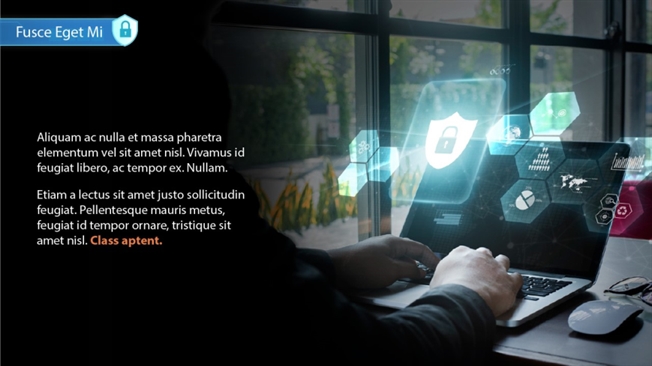 Fusce Eget Mi
Aliquam ac nulla et massa pharetra
elementum vel sit amet nisl. Vivamus id
feugiat libero, ac tempor ex. Nullam.
Etiam a lectus sit amet justo sollicitudin
feugiat. Pellentesque mauris metus,
feugiat id tempor ornare, tristique sit
amet nisl. Class aptent.